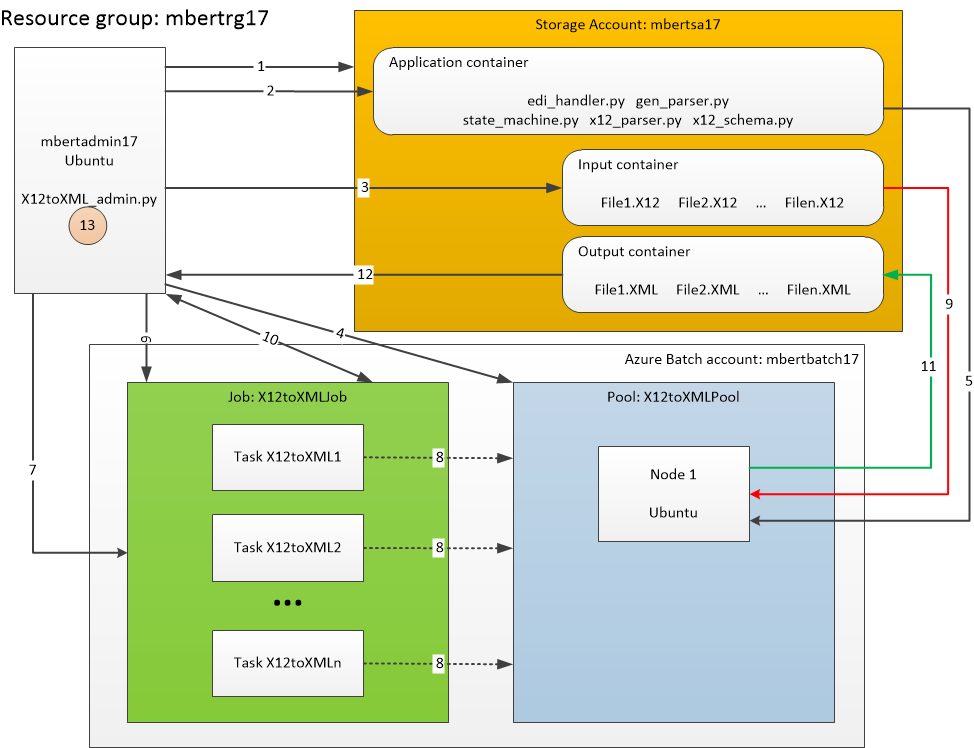 Resource group: mbertrg17
Storage Account: mbertsa17
Application container
edi_handler.py gen_parser.py
state_machine.py x12_parser.py x12_schema.py
mbertadmin17
Ubuntu
X12toXML_admin.py
13
1
2
3
Input container
File1.X12 File2.X12 ... Filen.X12
Output container
File1.XML File2.XML ... Filen.XML
12
9
4
10
6
11
5
7
Azure Batch account: mbertbatch17
Job: X12toXMLJob
Task X12toXML1
8
Task X12toXML2
8
...
Task X12toXMLn
8
Pool: X12toXMLPool
Node 1
Ubuntu